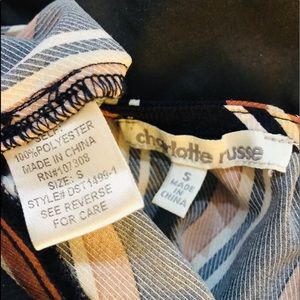 100%POLYESTER
MADE IN CHINA
RN#107308
SIZE: S
STYLE# DST1499-1
SEE REVERSE
FOR CARE
charlotte russe
S
MADE IN
CHINA